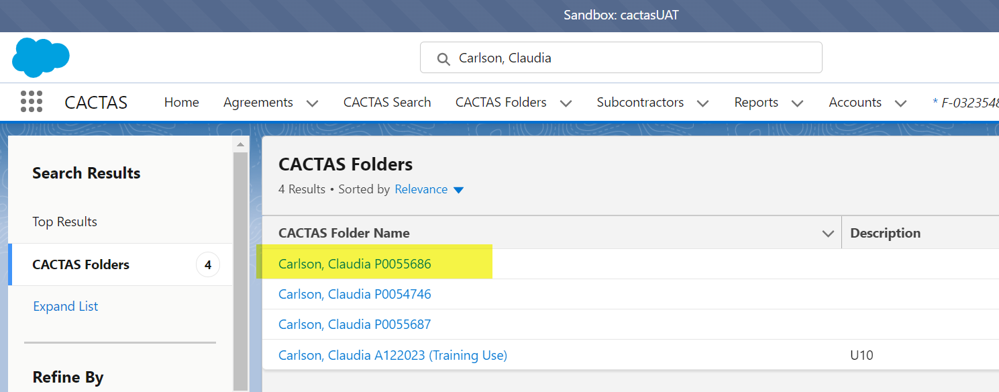 Sandbox: cactasUAT
Carlson, Claudia
CACTAS Home Agreements CACTAS Search CACTAS Folders Subcontractors Reports Accounts * F-0323548
Search Results
Top Results
CACTAS Folders 4
Expand List
Refine By
CACTAS Folders
4 Results • Sorted by Relevance
CACTAS Folder Name Description
Carlson, Claudia P0055686
Carlson, Claudia P0054746
Carlson, Claudia P0055687
Carlson, Claudia A122023 (Training Use) U10